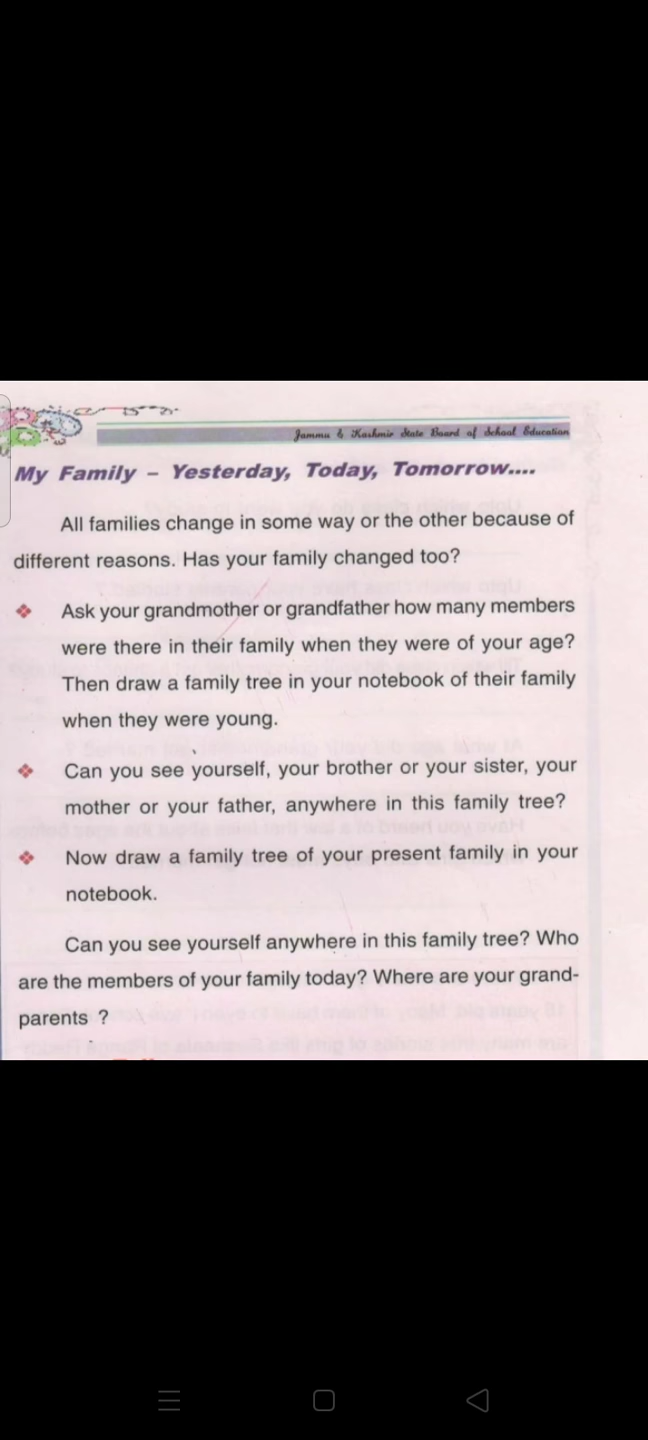 Jammu & Kashmir State Board of School Education
My Family – Yesterday, Today, Tomorrow....
All families change in some way or the other because of
different reasons. Has your family changed too?
❖ Ask your grandmother or grandfather how many members
were there in their family when they were of your age?
Then draw a family tree in your notebook of their family
when they were young.
❖ Can you see yourself, your brother or your sister, your
mother or your father, anywhere in this family tree?
❖ Now draw a family tree of your present family in your
notebook.
Can you see yourself anywhere in this family tree? Who
are the members of your family today? Where are your grand-
parents ?